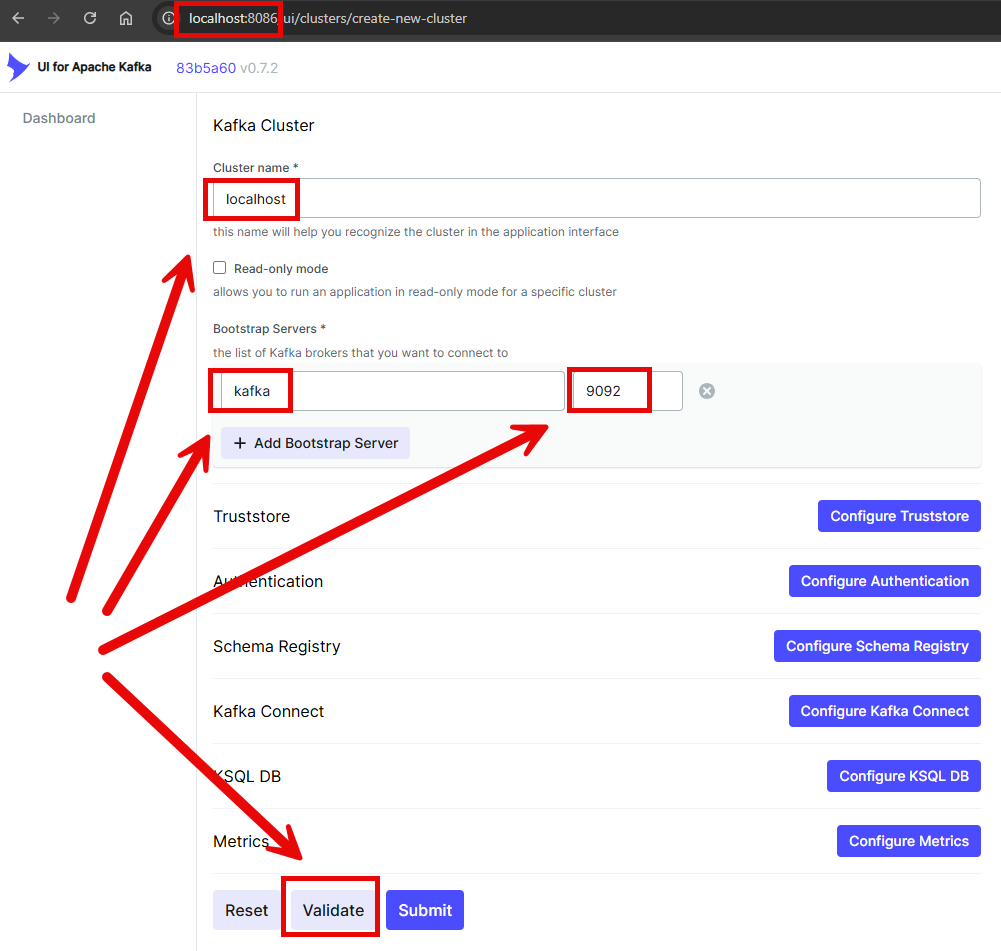 localhost:8086/ui/clusters/create-new-cluster
UI for Apache Kafka 83b5a60 v0.7.2
Dashboard
Kafka Cluster
Cluster name *
localhost
this name will help you recognize the cluster in the application interface
Read-only mode
allows you to run an application in read-only mode for a specific cluster
Bootstrap Servers *
the list of Kafka brokers that you want to connect to
kafka 9092
+ Add Bootstrap Server
Truststore Configure Truststore
Authentication Configure Authentication
Schema Registry Configure Schema Registry
Kafka Connect Configure Kafka Connect
KSQL DB Configure KSQL DB
Metrics Configure Metrics
Reset Validate Submit